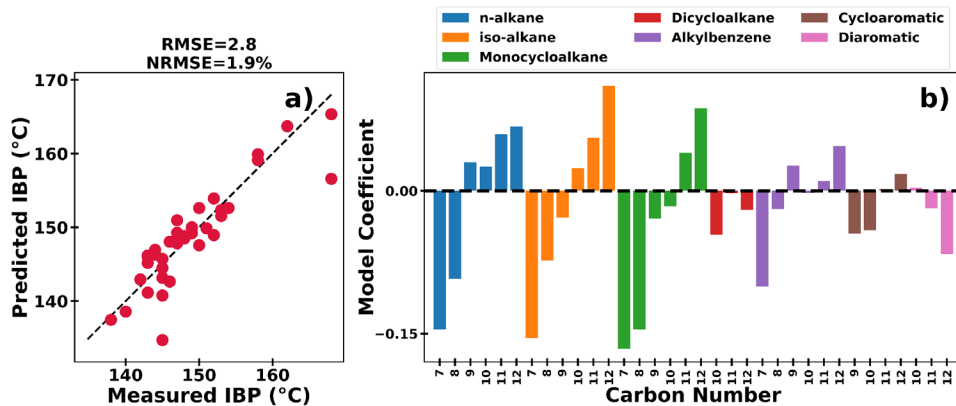 RMSE=2.8
NRMSE=1.9%
a)
170
160
150
140
Predicted IBP (°C)
140 150 160
Measured IBP (°C)
n-alkane
iso-alkane
Monocycloalkane
Dicycloalkane
Alkylbenzene
Cycloaromatic
Diaromatic
b)
0.00
−0.15
Model Coefficient
7 8 9 10 11 12 7 8 9 10 11 12 7 8 9 10 11 12 10 11 12 7 8 9 10 11 12 9 10 11 12 10 11 12
Carbon Number